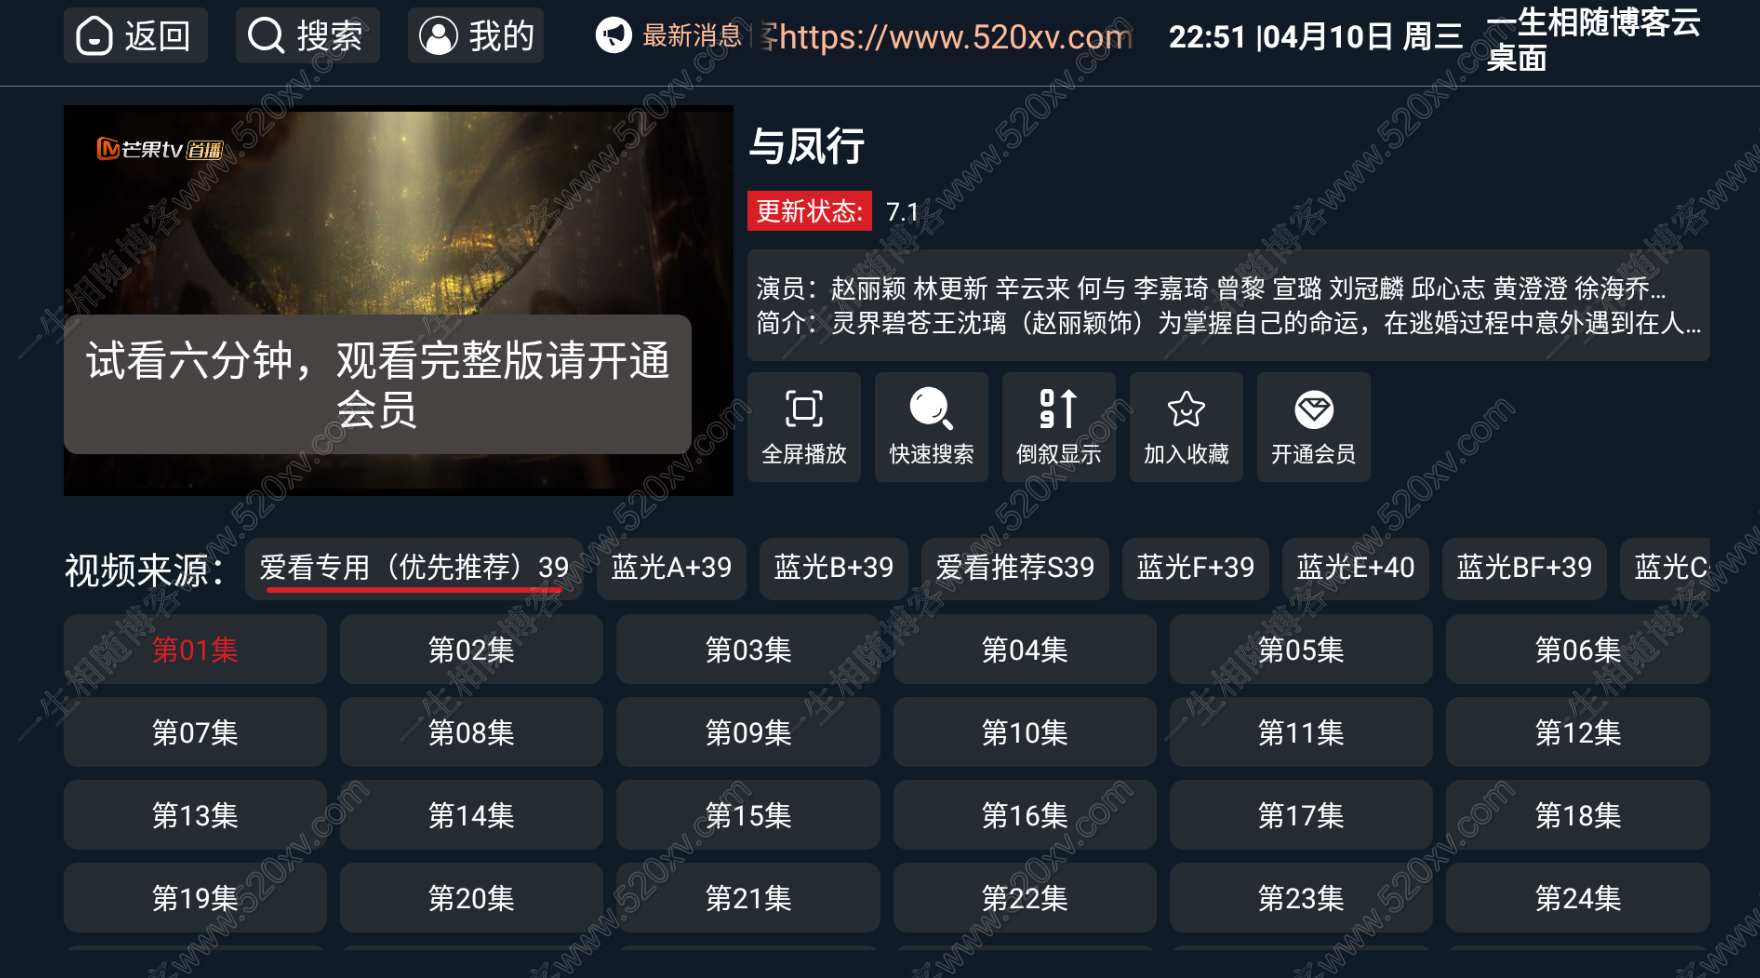 返回
搜索
我的
最新消息
-https://www.520xv.com
22:51 |04月10日 周三
一生相随博客云
桌面
芒果tv 首播
试看六分钟，观看完整版请开通
会员
与凤行
更新状态: 7.1
演员：赵丽颖 林更新 辛云来 何与 李嘉琦 曾黎 宣璐 刘冠麟 邱心志 黄澄澄 徐海乔...
简介：灵界碧苍王沈璃（赵丽颖饰）为掌握自己的命运，在逃婚过程中意外遇到在人...
全屏播放
快速搜索
倒叙显示
加入收藏
开通会员
视频来源：
爱看专用（优先推荐）39
蓝光A+39
蓝光B+39
爱看推荐S39
蓝光F+39
蓝光E+40
蓝光BF+39
蓝光C
第01集
第02集
第03集
第04集
第05集
第06集
第07集
第08集
第09集
第10集
第11集
第12集
第13集
第14集
第15集
第16集
第17集
第18集
第19集
第20集
第21集
第22集
第23集
第24集
一生相随博客www.520xv.com